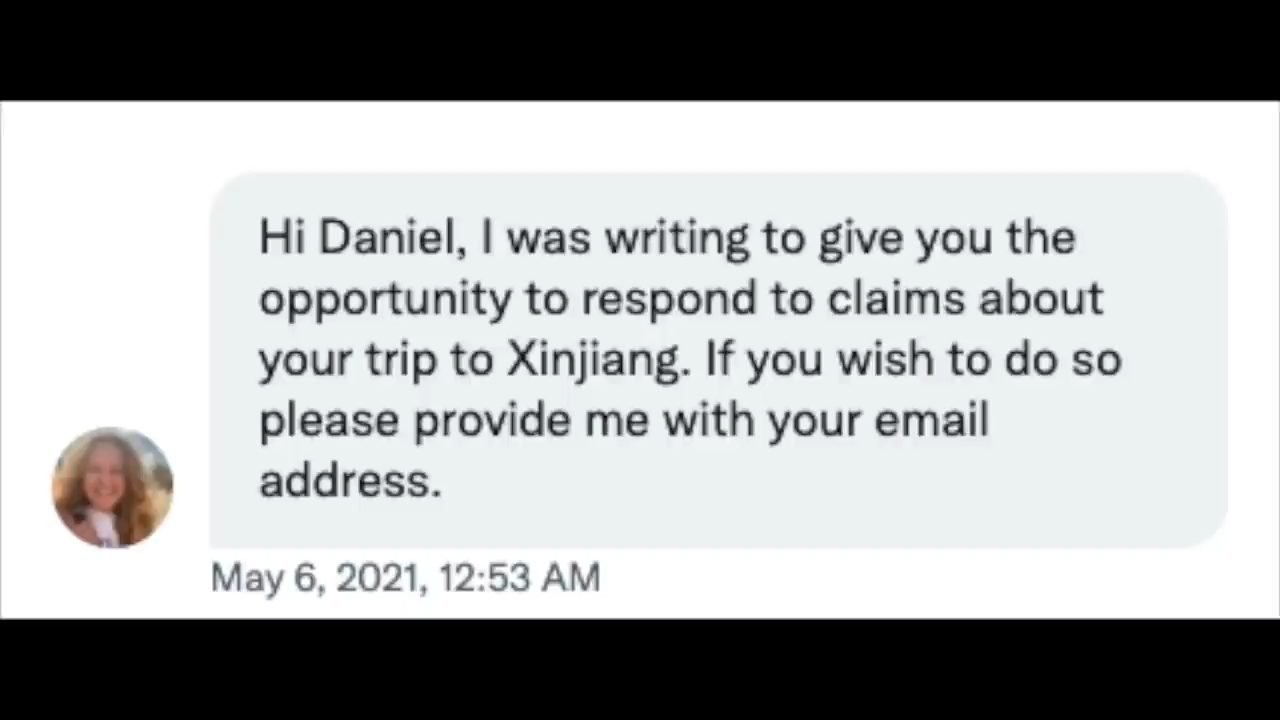 Hi Daniel, I was writing to give you the
opportunity to respond to claims about
your trip to Xinjiang. If you wish to do so
please provide me with your email
address.
May 6, 2021, 12:53 AM